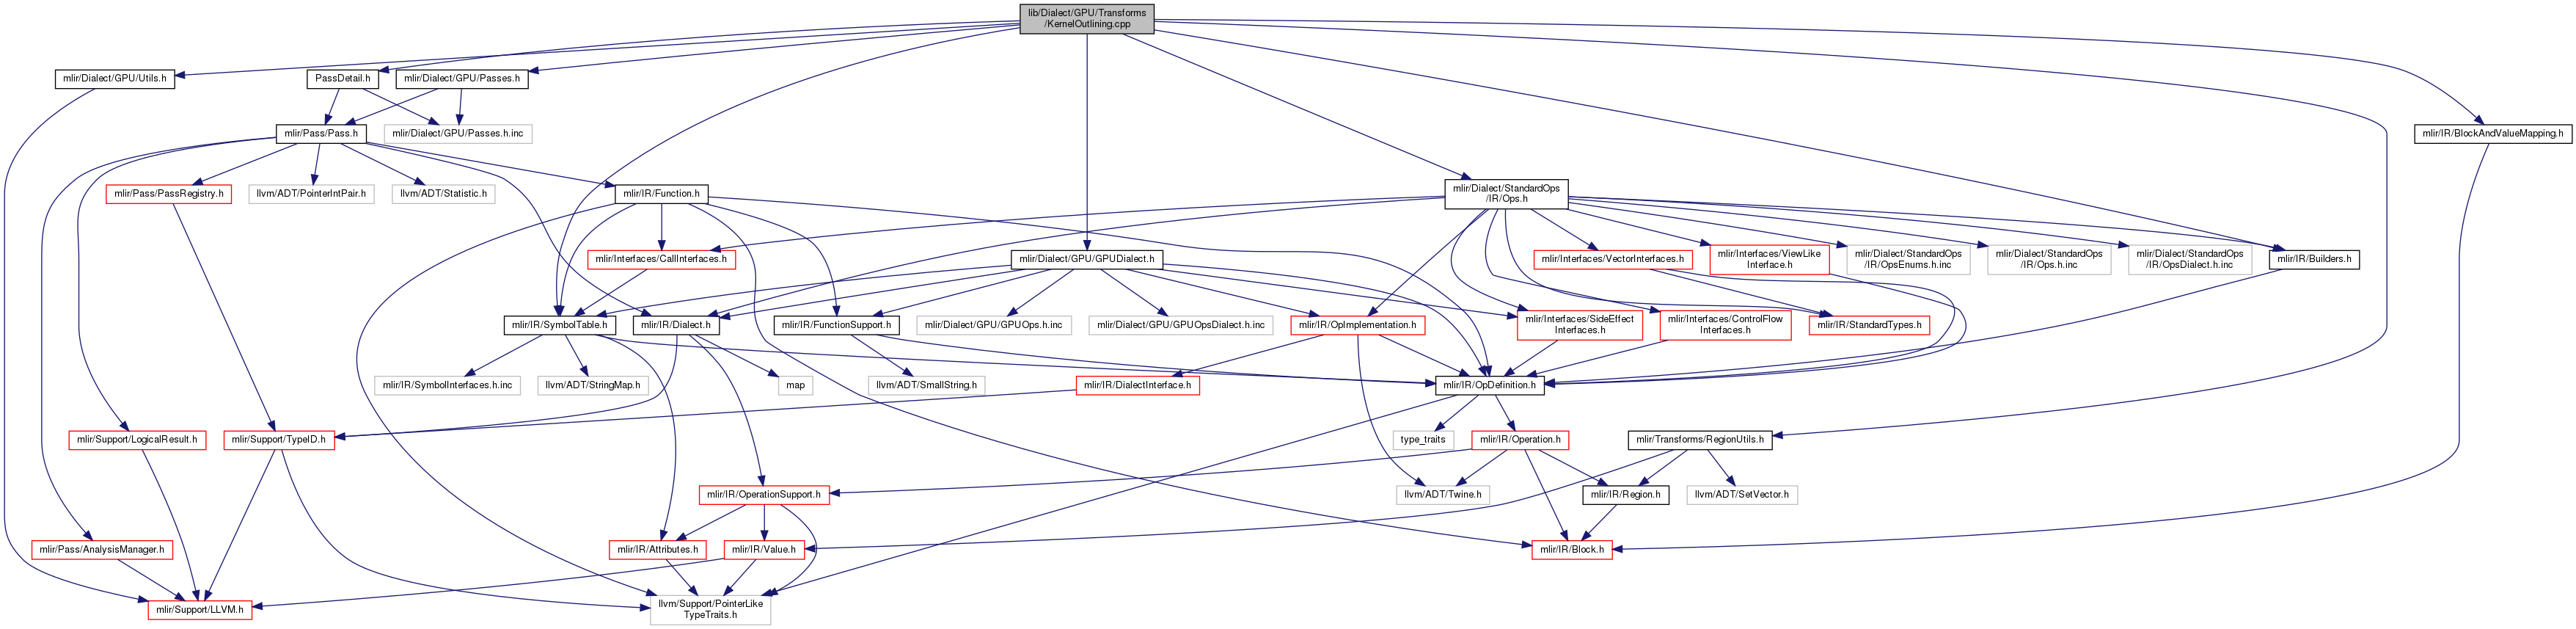 lib/Dialect/GPU/Transforms
/KernelOutlining.cpp
mlir/Dialect/GPU/Utils.h
PassDetail.h
mlir/Dialect/GPU/Passes.h
mlir/Pass/Pass.h
mlir/Dialect/GPU/Passes.h.inc
mlir/IR/BlockAndValueMapping.h
mlir/Pass/PassRegistry.h
llvm/ADT/PointerIntPair.h
llvm/ADT/Statistic.h
mlir/IR/Function.h
mlir/Dialect/StandardOps
/IR/Ops.h
mlir/Interfaces/CallInterfaces.h
mlir/Dialect/GPU/GPUDialect.h
mlir/Interfaces/VectorInterfaces.h
mlir/Interfaces/ViewLike
Interface.h
mlir/Dialect/StandardOps
/IR/OpsEnums.h.inc
mlir/Dialect/StandardOps
/IR/Ops.h.inc
mlir/Dialect/StandardOps
/IR/OpsDialect.h.inc
mlir/IR/Builders.h
mlir/IR/SymbolTable.h
mlir/IR/Dialect.h
mlir/IR/FunctionSupport.h
mlir/Dialect/GPU/GPUOps.h.inc
mlir/Dialect/GPU/GPUOpsDialect.h.inc
mlir/IR/OpImplementation.h
mlir/Interfaces/SideEffect
Interfaces.h
mlir/Interfaces/ControlFlow
Interfaces.h
mlir/IR/StandardTypes.h
mlir/IR/SymbolInterfaces.h.inc
llvm/ADT/StringMap.h
map
llvm/ADT/SmallString.h
mlir/IR/DialectInterface.h
mlir/IR/OpDefinition.h
mlir/Support/LogicalResult.h
mlir/Support/TypeID.h
type_traits
mlir/IR/Operation.h
mlir/Transforms/RegionUtils.h
mlir/IR/OperationSupport.h
llvm/ADT/Twine.h
mlir/IR/Region.h
llvm/ADT/SetVector.h
mlir/Pass/AnalysisManager.h
mlir/IR/Attributes.h
mlir/IR/Value.h
mlir/IR/Block.h
mlir/Support/LLVM.h
llvm/Support/PointerLike
TypeTraits.h